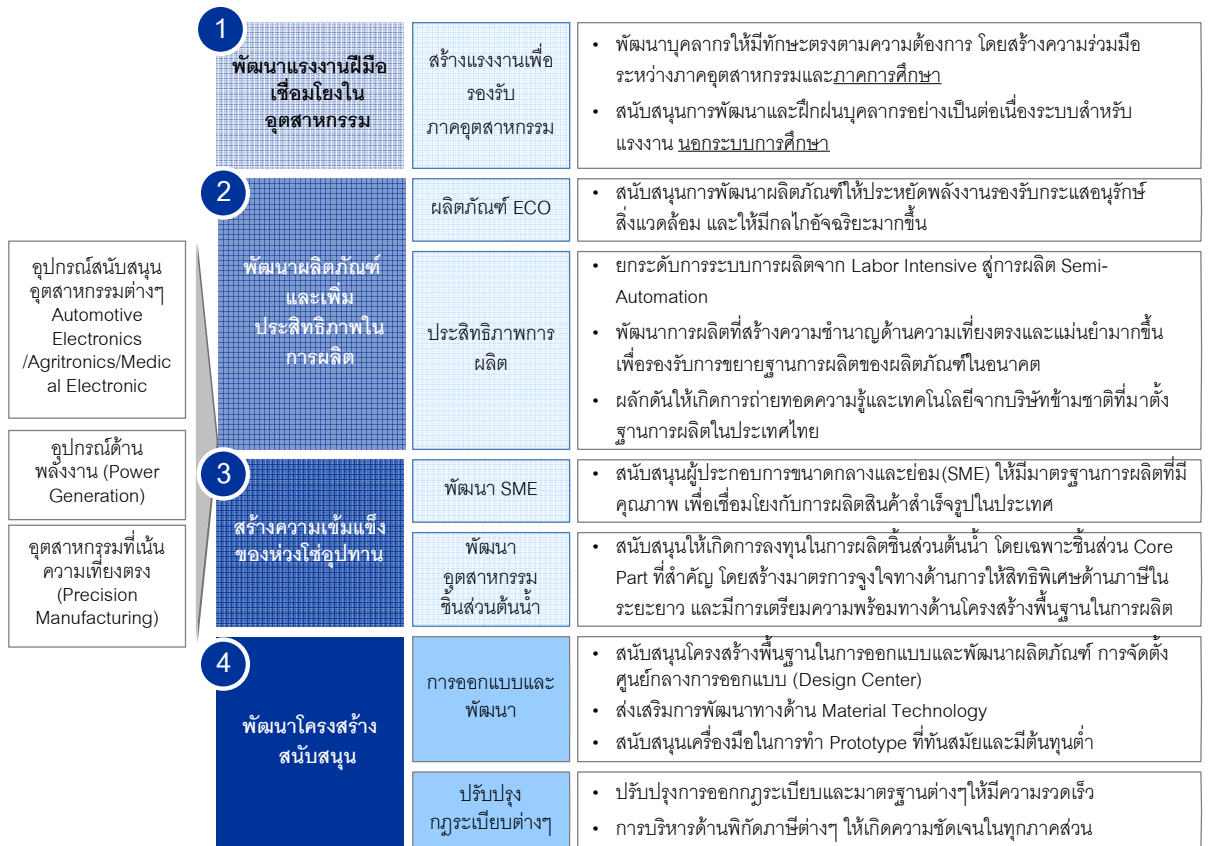 อุปกรณ์สนับสนุน
อุตสาหกรรมต่างๆ
Automotive
Electronics
/Agritronics/Medic
al Electronic
อุปกรณ์ด้าน
พลังงาน (Power
Generation)
อุตสาหกรรมที่เน้น
ความเที่ยงตรง
(Precision
Manufacturing)
1
พัฒนาแรงงานฝีมือ
เชื่อมโยงใน
อุตสาหกรรม
สร้างแรงงานเพื่อ
รองรับ
ภาคอุตสาหกรรม
• พัฒนาบุคลากรให้มีทักษะตรงตามความต้องการ โดยสร้างความร่วมมือ
ระหว่างภาคอุตสาหกรรมและภาคการศึกษา
• สนับสนุนการพัฒนาและฝึกฝนบุคลากรอย่างเป็นต่อเนื่องระบบสำหรับ
แรงงาน นอกระบบการศึกษา
2
พัฒนาผลิตภัณฑ์
และเพิ่ม
ประสิทธิภาพใน
การผลิต
ผลิตภัณฑ์ ECO
• สนับสนุนการพัฒนาผลิตภัณฑ์ให้ประหยัดพลังงานรองรับกระแสอนุรักษ์
สิ่งแวดล้อม และให้มีกลไกอัจฉริยะมากขึ้น
ประสิทธิภาพการ
ผลิต
• ยกระดับการระบบการผลิตจาก Labor Intensive สู่การผลิต Semi-
Automation
• พัฒนาการผลิตที่สร้างความชำนาญด้านความเที่ยงตรงและแม่นยำมากขึ้น
เพื่อรองรับการขยายฐานการผลิตของผลิตภัณฑ์ในอนาคต
• ผลักดันให้เกิดการถ่ายทอดความรู้และเทคโนโลยีจากบริษัทข้ามชาติที่มาตั้ง
ฐานการผลิตในประเทศไทย
3
สร้างความเข้มแข็ง
ของห่วงโซ่อุปทาน
พัฒนา SME
• สนับสนุนผู้ประกอบการขนาดกลางและย่อม(SME) ให้มีมาตรฐานการผลิตที่มี
คุณภาพ เพื่อเชื่อมโยงกับการผลิตสินค้าสำเร็จรูปในประเทศ
พัฒนา
อุตสาหกรรม
ชิ้นส่วนต้นน้ำ
• สนับสนุนให้เกิดการลงทุนในการผลิตชิ้นส่วนต้นน้ำ โดยเฉพาะชิ้นส่วน Core
Part ที่สำคัญ โดยสร้างมาตรการจูงใจทางด้านการให้สิทธิพิเศษด้านภาษีใน
ระยะยาว และมีการเตรียมความพร้อมทางด้านโครงสร้างพื้นฐานในการผลิต
4
พัฒนาโครงสร้าง
สนับสนุน
การออกแบบและ
พัฒนา
• สนับสนุนโครงสร้างพื้นฐานในการออกแบบและพัฒนาผลิตภัณฑ์ การจัดตั้ง
ศูนย์กลางการออกแบบ (Design Center)
• ส่งเสริมการพัฒนาทางด้าน Material Technology
• สนับสนุนเครื่องมือในการทำ Prototype ที่ทันสมัยและมีต้นทุนต่ำ
ปรับปรุง
กฎระเบียบต่างๆ
• ปรับปรุงการออกกฎระเบียบและมาตรฐานต่างๆให้มีความรวดเร็ว
• การบริหารด้านพิกัดภาษีต่างๆ ให้เกิดความชัดเจนในทุกภาคส่วน